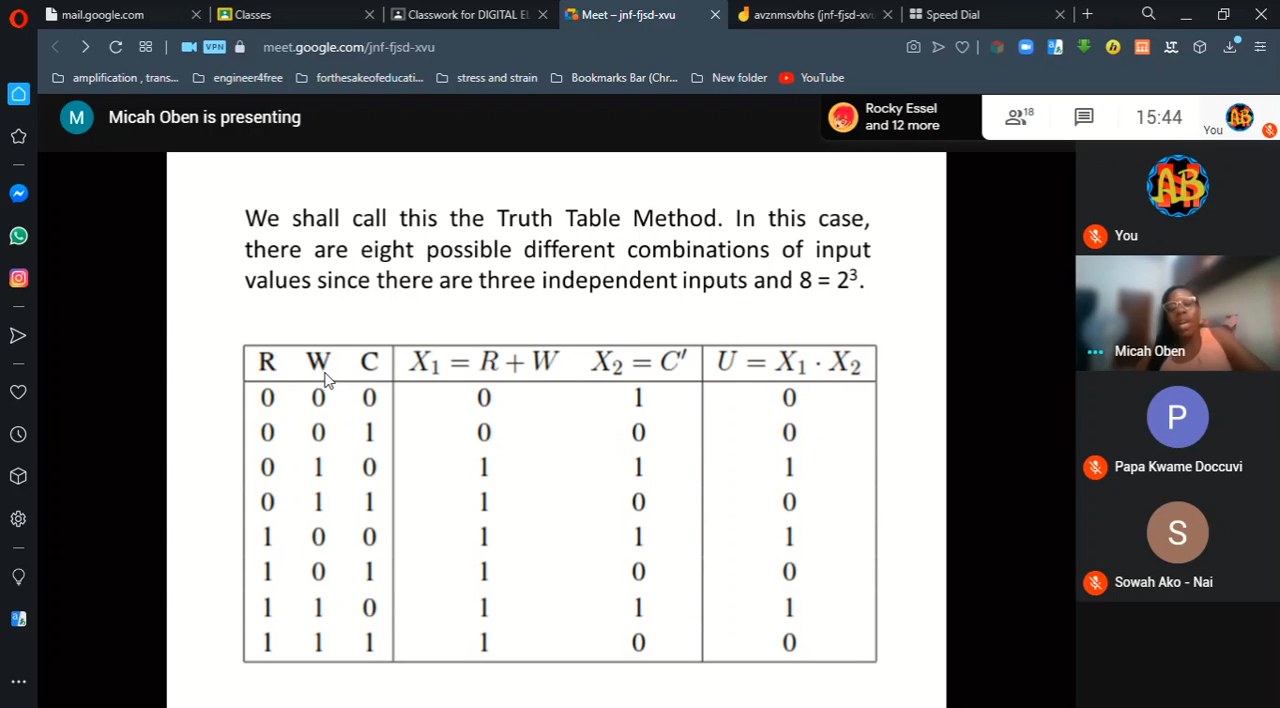 mail.google.com
Classes
Classwork for DIGITAL EL
Meet – jnf-fjsd-xvu
avznmsvbhs (jnf-fjsd-xvu
Speed Dial
VPN
meet.google.com/jnf-fjsd-xvu
amplification , trans...
engineer4free
forthesakeofeducati...
stress and strain
Bookmarks Bar (Chr...
New folder
YouTube
M
Micah Oben is presenting
Rocky Essel
and 12 more
18
15:44
You
We shall call this the Truth Table Method. In this case,
there are eight possible different combinations of input
values since there are three independent inputs and 8 = 2³.
R W C X₁ = R + W X₂ = C′ U = X₁ · X₂
0 0 0 0 1 0
0 0 1 0 0 0
0 1 0 1 1 1
0 1 1 1 0 0
1 0 0 1 1 1
1 0 1 1 0 0
1 1 0 1 1 1
1 1 1 1 0 0
AB
You
Micah Oben
P
Papa Kwame Doccuvi
S
Sowah Ako - Nai